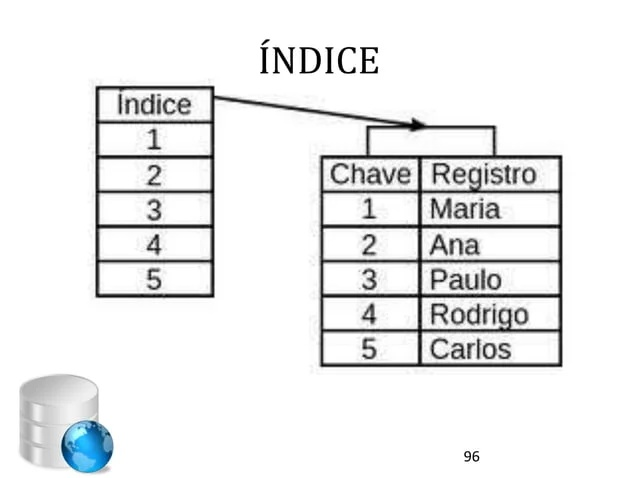 ÍNDICE
Índice
1
2
3
4
5
Chave Registro
1 Maria
2 Ana
3 Paulo
4 Rodrigo
5 Carlos
96